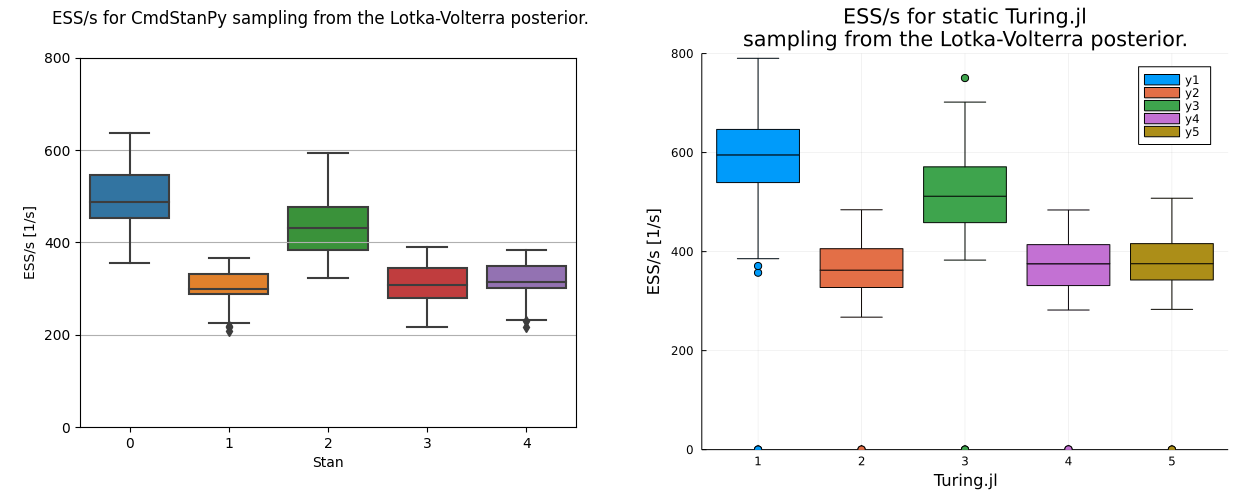 ESS/s for CmdStanPy sampling from the Lotka-Volterra posterior.
800
600
400
200
0
ESS/s [1/s]
0 1 2 3 4
Stan
ESS/s for static Turing.jl
sampling from the Lotka-Volterra posterior.
800
600
400
200
0
ESS/s [1/s]
y1
y2
y3
y4
y5
1 2 3 4 5
Turing.jl